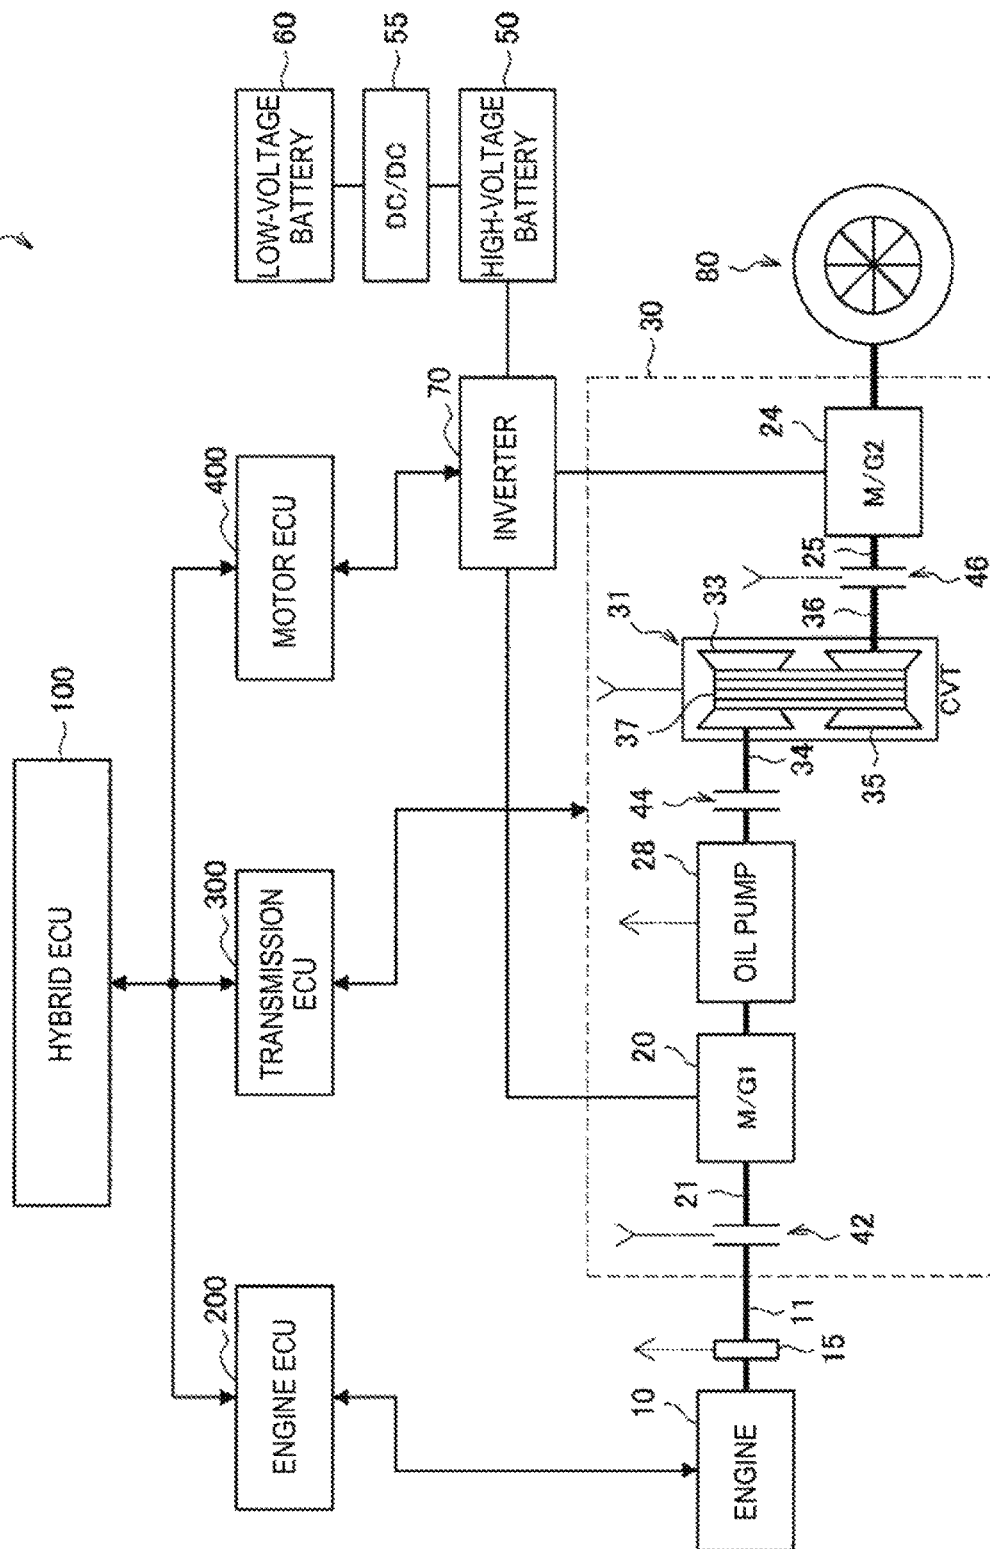 100
HYBRID ECU
200
ENGINE ECU
300
TRANSMISSION
ECU
400
MOTOR ECU
60
LOW-VOLTAGE
BATTERY
55
DC/DC
50
HIGH-VOLTAGE
BATTERY
70
INVERTER
30
10
ENGINE
15
11
42
21
20
M/G1
28
OIL PUMP
44
34
31
37
33
35
CVT
36
46
25
24
M/G2
80